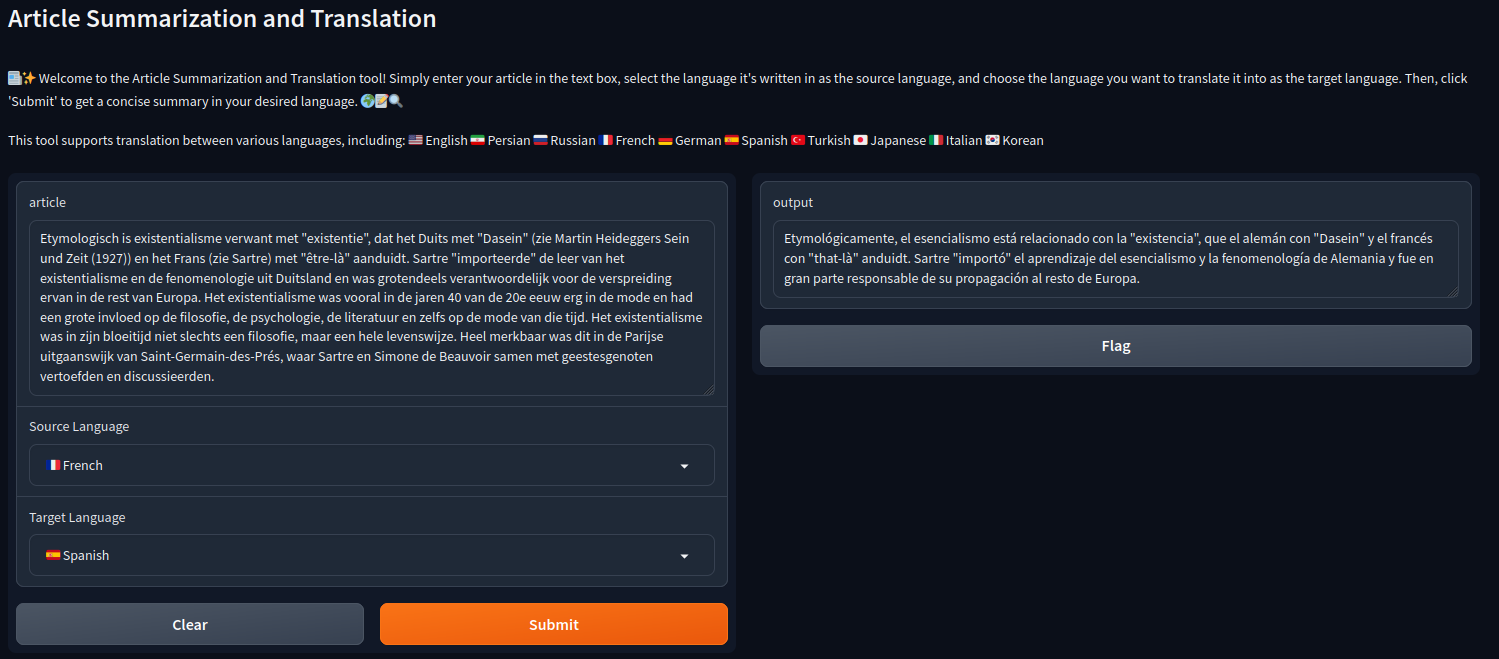 Article Summarization and Translation
📰✨ Welcome to the Article Summarization and Translation tool! Simply enter your article in the text box, select the language it's written in as the source language, and choose the language you want to translate it into as the target language. Then, click
'Submit' to get a concise summary in your desired language. 🌍📝🔍
This tool supports translation between various languages, including: 🇺🇸 English 🇮🇷 Persian 🇷🇺 Russian 🇫🇷 French 🇩🇪 German 🇪🇸 Spanish 🇹🇷 Turkish 🇯🇵 Japanese 🇮🇹 Italian 🇰🇷 Korean
article
Etymologisch is existentialisme verwant met "existentie", dat het Duits met "Dasein" (zie Martin Heideggers Sein
und Zeit (1927)) en het Frans (zie Sartre) met "être-là" aanduidt. Sartre "importeerde" de leer van het
existentialisme en de fenomenologie uit Duitsland en was grotendeels verantwoordelijk voor de verspreiding
ervan in de rest van Europa. Het existentialisme was vooral in de jaren 40 van de 20e eeuw erg in de mode en had
een grote invloed op de filosofie, de psychologie, de literatuur en zelfs op de mode van die tijd. Het existentialisme
was in zijn bloeitijd niet slechts een filosofie, maar een hele levenswijze. Heel merkbaar was dit in de Parijse
uitgaanswijk van Saint-Germain-des-Prés, waar Sartre en Simone de Beauvoir samen met geestesgenoten
vertoefden en discussieerden.
Source Language
🇫🇷 French
Target Language
🇪🇸 Spanish
Clear
Submit
output
Etymológicamente, el esencialismo está relacionado con la "existencia", que el alemán con "Dasein" y el francés
con "that-là" anduidt. Sartre "importó" el aprendizaje del esencialismo y la fenomenología de Alemania y fue en
gran parte responsable de su propagación al resto de Europa.
Flag